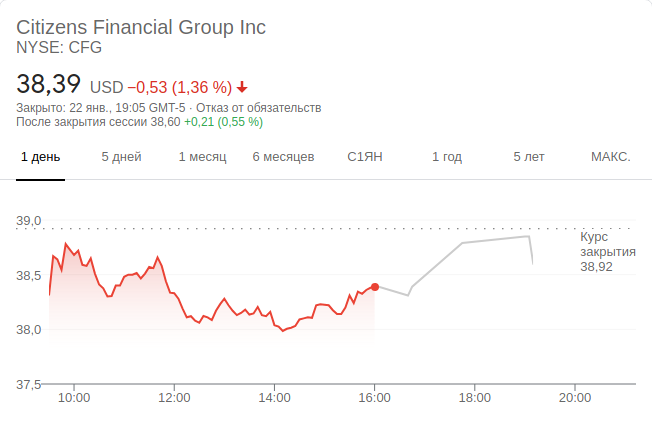 Citizens Financial Group Inc
NYSE: CFG
38,39 USD −0,53 (1,36 %)
Закрыто: 22 янв., 19:05 GMT-5 · Отказ от обязательств
После закрытия сессии 38,60 +0,21 (0,55 %)
1 день 5 дней 1 месяц 6 месяцев С1ЯН 1 год 5 лет МАКС.
39,0
Курс
закрытия
38,92
38,5
38,0
37,5
10:00 12:00 14:00 16:00 18:00 20:00